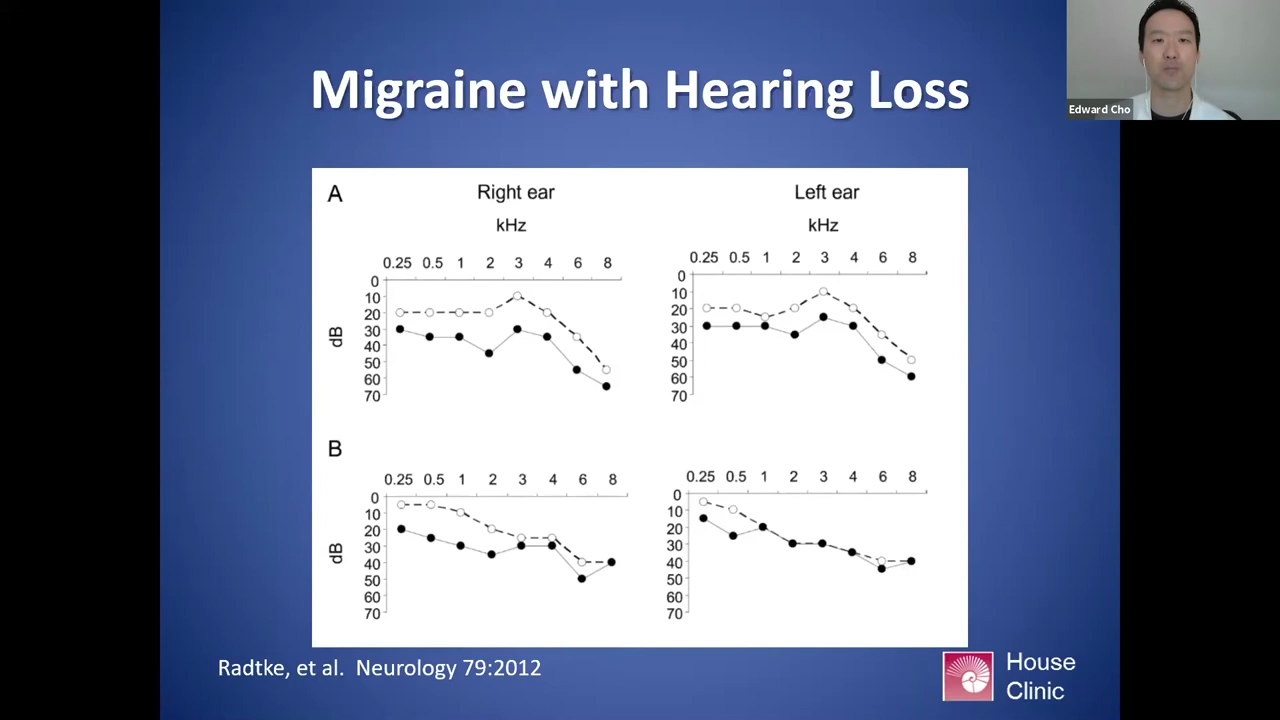 Migraine with Hearing Loss
Edward Cho
A
Right ear
Left ear
kHz
kHz
0.25 0.5 1 2 3 4 6 8
0.25 0.5 1 2 3 4 6 8
dB
0
10
20
30
40
50
60
70
0
10
20
30
40
50
60
70
B
0.25 0.5 1 2 3 4 6 8
0.25 0.5 1 2 3 4 6 8
dB
0
10
20
30
40
50
60
70
0
10
20
30
40
50
60
70
Radtke, et al. Neurology 79:2012
House
Clinic